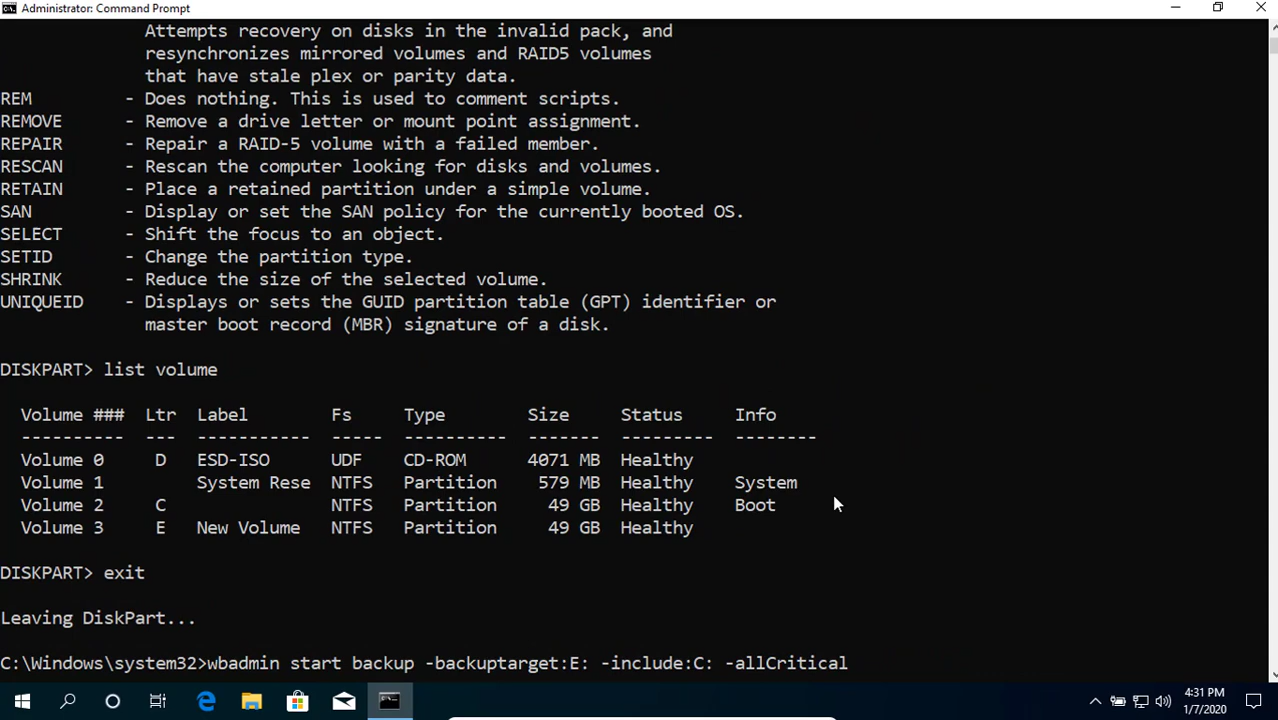 Administrator: Command Prompt
Attempts recovery on disks in the invalid pack, and
resynchronizes mirrored volumes and RAID5 volumes
that have stale plex or parity data.
REM - Does nothing. This is used to comment scripts.
REMOVE - Remove a drive letter or mount point assignment.
REPAIR - Repair a RAID-5 volume with a failed member.
RESCAN - Rescan the computer looking for disks and volumes.
RETAIN - Place a retained partition under a simple volume.
SAN - Display or set the SAN policy for the currently booted OS.
SELECT - Shift the focus to an object.
SETID - Change the partition type.
SHRINK - Reduce the size of the selected volume.
UNIQUEID - Displays or sets the GUID partition table (GPT) identifier or
master boot record (MBR) signature of a disk.
DISKPART> list volume
Volume ### Ltr Label Fs Type Size Status Info
---------- --- ----------- ----- ---------- ------- --------- --------
Volume 0 D ESD-ISO UDF CD-ROM 4071 MB Healthy
Volume 1 System Rese NTFS Partition 579 MB Healthy System
Volume 2 C NTFS Partition 49 GB Healthy Boot
Volume 3 E New Volume NTFS Partition 49 GB Healthy
DISKPART> exit
Leaving DiskPart...
C:\Windows\system32>wbadmin start backup -backuptarget:E: -include:C: -allCritical
4:31 PM
1/7/2020